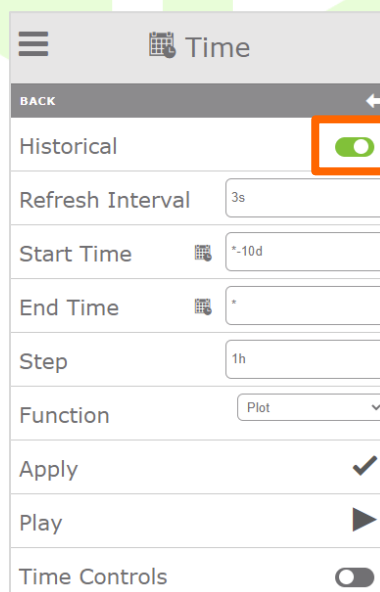 Time
BACK
Historical
Refresh Interval 3s
Start Time *-10d
End Time *
Step 1h
Function Plot
Apply
Play
Time Controls